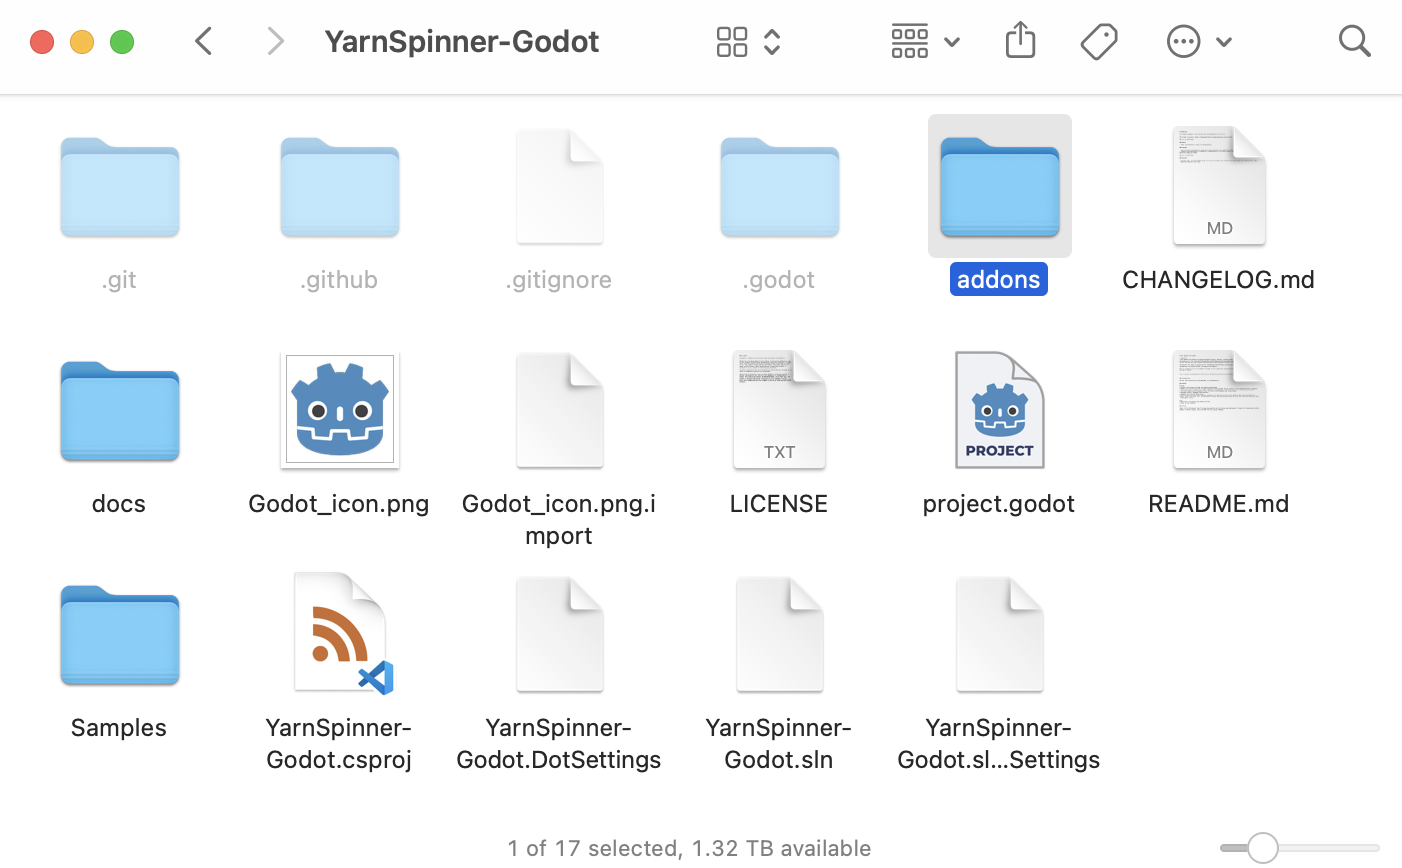 YarnSpinner-Godot
.git
.github
.gitignore
.godot
addons
MD
CHANGELOG.md
docs
Godot_icon.png
Godot_icon.png.i
mport
TXT
LICENSE
PROJECT
project.godot
MD
README.md
Samples
YarnSpinner-
Godot.csproj
YarnSpinner-
Godot.DotSettings
YarnSpinner-
Godot.sln
YarnSpinner-
Godot.sl...Settings
1 of 17 selected, 1.32 TB available